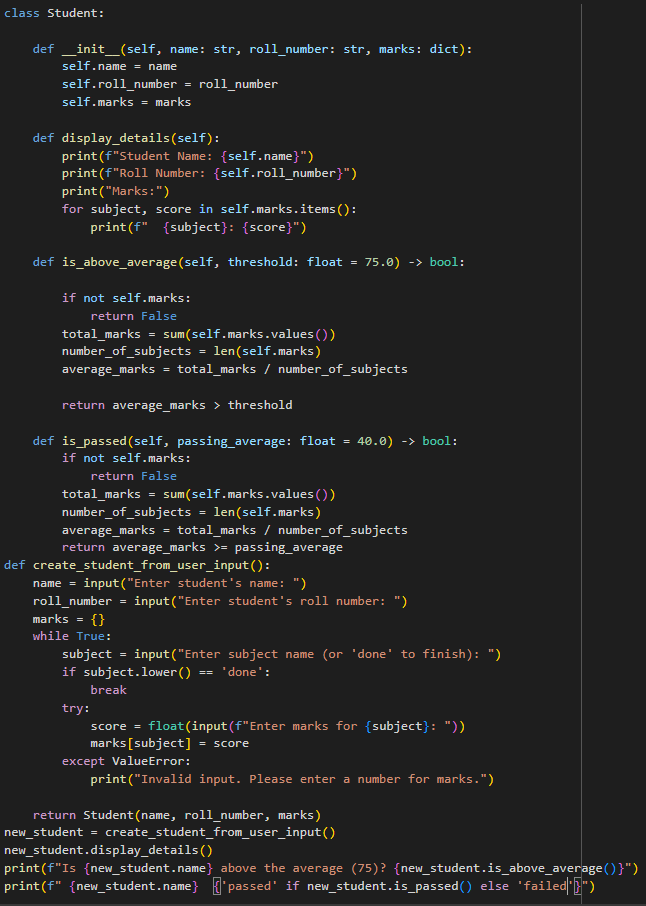 class Student:

    def __init__(self, name: str, roll_number: str, marks: dict):
        self.name = name
        self.roll_number = roll_number
        self.marks = marks

    def display_details(self):
        print(f"Student Name: {self.name}")
        print(f"Roll Number: {self.roll_number}")
        print("Marks:")
        for subject, score in self.marks.items():
            print(f"  {subject}: {score}")

    def is_above_average(self, threshold: float = 75.0) -> bool:

        if not self.marks:
            return False
        total_marks = sum(self.marks.values())
        number_of_subjects = len(self.marks)
        average_marks = total_marks / number_of_subjects

        return average_marks > threshold

    def is_passed(self, passing_average: float = 40.0) -> bool:
        if not self.marks:
            return False
        total_marks = sum(self.marks.values())
        number_of_subjects = len(self.marks)
        average_marks = total_marks / number_of_subjects
        return average_marks >= passing_average
def create_student_from_user_input():
    name = input("Enter student's name: ")
    roll_number = input("Enter student's roll number: ")
    marks = {}
    while True:
        subject = input("Enter subject name (or 'done' to finish): ")
        if subject.lower() == 'done':
            break
        try:
            score = float(input(f"Enter marks for {subject}: "))
            marks[subject] = score
        except ValueError:
            print("Invalid input. Please enter a number for marks.")

    return Student(name, roll_number, marks)
new_student = create_student_from_user_input()
new_student.display_details()
print(f"Is {new_student.name} above the average (75)? {new_student.is_above_average()}")
print(f" {new_student.name}  {'passed' if new_student.is_passed() else 'failed'}")